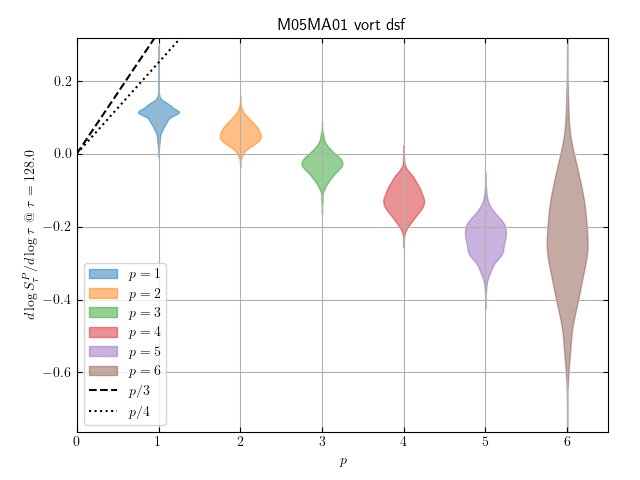 M05MA01 vort dsf
d log S_τ^P / d log τ @ τ = 128.0
0.2
0.0
−0.2
−0.4
−0.6
p = 1
p = 2
p = 3
p = 4
p = 5
p = 6
p/3
p/4
0 1 2 3 4 5 6
p